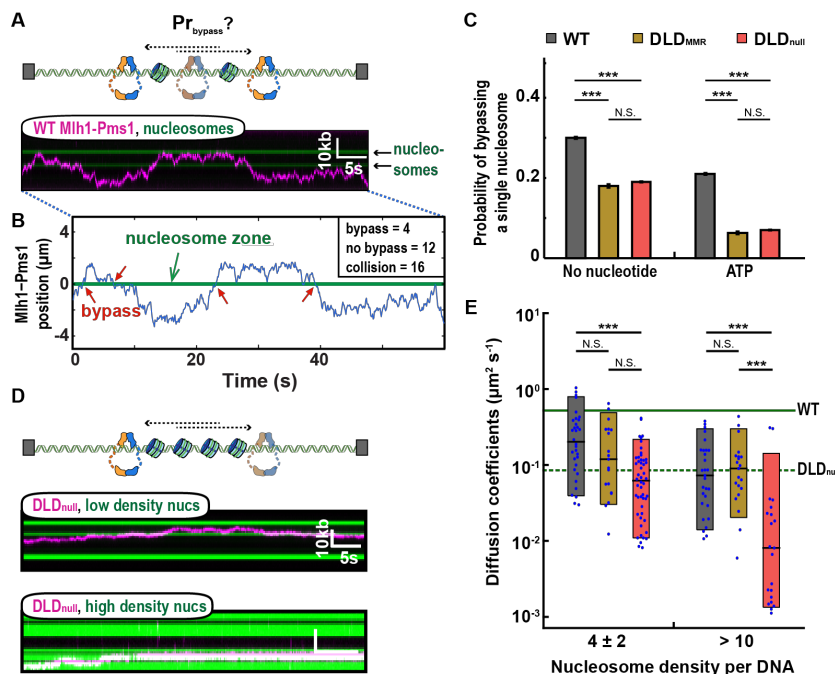 A
Pr bypass?
WT Mlh1-Pms1, nucleosomes
10kb
5s
nucleo-
somes
B
Mlh1–Pms1
position (μm)
4
0
-4
nucleosome zone
bypass
bypass = 4
no bypass = 12
collision = 16
0
20
40
Time (s)
C
WT
DLDMMR
DLDnull
Probability of bypassing
a single nucleosome
0.4
0.2
0
***
***
N.S.
***
***
N.S.
No nucleotide
ATP
D
DLDnull, low density nucs
10kb
5s
DLDnull, high density nucs
E
Diffusion coefficients (μm² s⁻¹)
10¹
10⁰
10⁻¹
10⁻²
10⁻³
***
N.S.
N.S.
***
N.S.
***
WT
DLDnu
4 ± 2
> 10
Nucleosome density per DNA